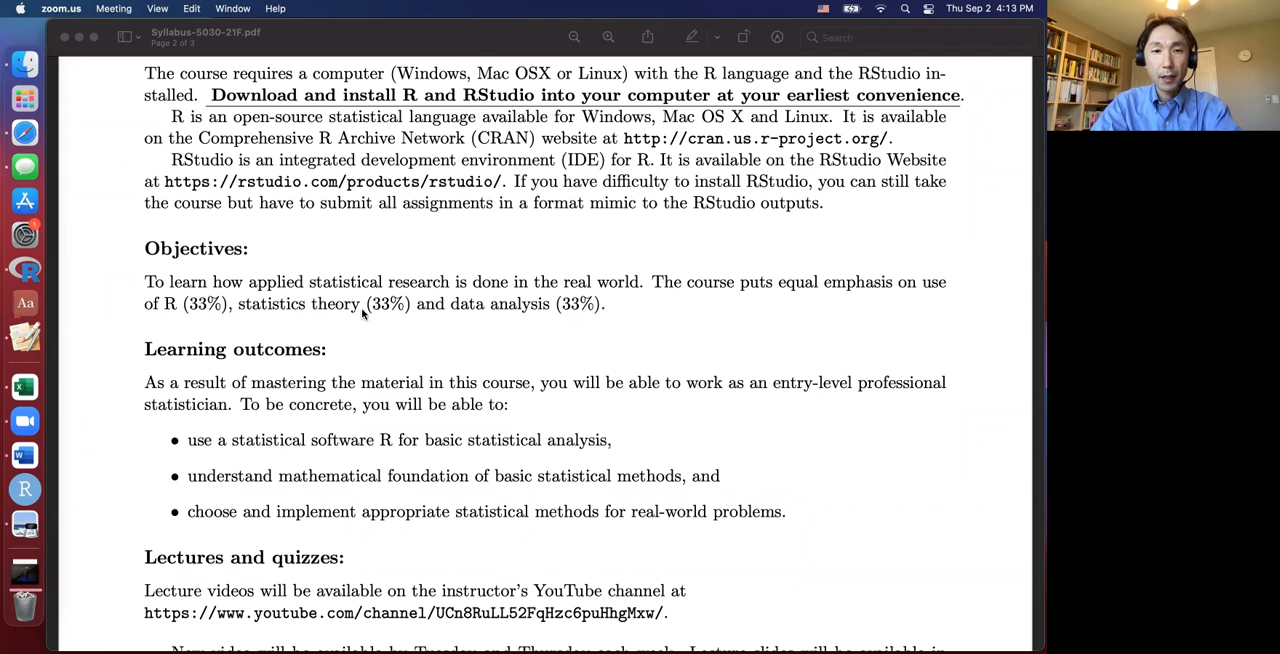 zoom.us Meeting View Edit Window Help Thu Sep 2 4:13 PM
Syllabus-5030-21F.pdf
Page 2 of 3
Search
The course requires a computer (Windows, Mac OSX or Linux) with the R language and the RStudio in-
stalled. Download and install R and RStudio into your computer at your earliest convenience.
R is an open-source statistical language available for Windows, Mac OS X and Linux. It is available
on the Comprehensive R Archive Network (CRAN) website at http://cran.us.r-project.org/.
RStudio is an integrated development environment (IDE) for R. It is available on the RStudio Website
at https://rstudio.com/products/rstudio/. If you have difficulty to install RStudio, you can still take
the course but have to submit all assignments in a format mimic to the RStudio outputs.
Objectives:
To learn how applied statistical research is done in the real world. The course puts equal emphasis on use
of R (33%), statistics theory (33%) and data analysis (33%).
Learning outcomes:
As a result of mastering the material in this course, you will be able to work as an entry-level professional
statistician. To be concrete, you will be able to:
• use a statistical software R for basic statistical analysis,
• understand mathematical foundation of basic statistical methods, and
• choose and implement appropriate statistical methods for real-world problems.
Lectures and quizzes:
Lecture videos will be available on the instructor's YouTube channel at
https://www.youtube.com/channel/UCn8RuLL52FqHzc6puHhgMxw/.